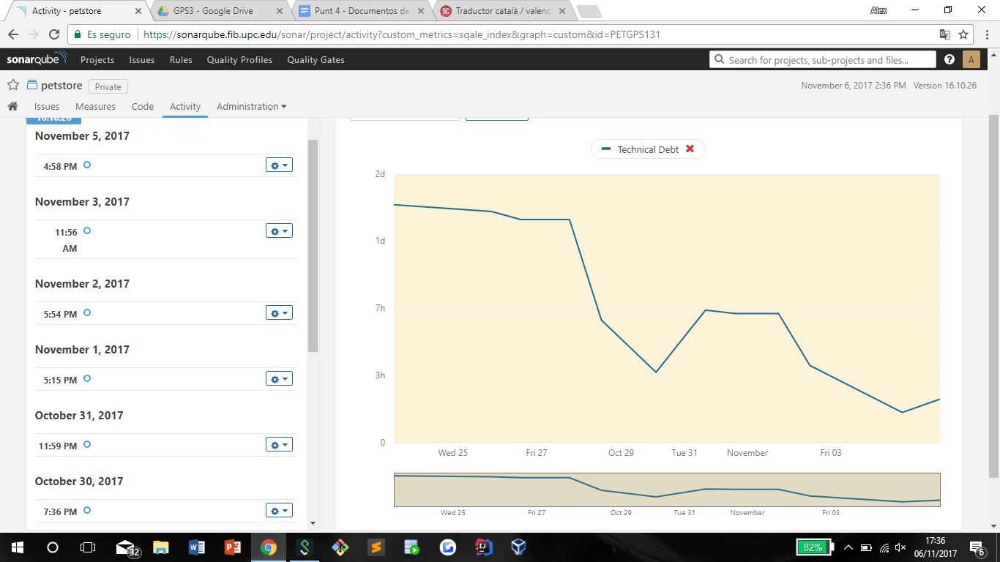 Activity - petstore
GPS3 - Google Drive
Punt 4 - Documentos de
Traductor català / valenc
Alex
Es seguro
https://sonarqube.fib.upc.edu/sonar/project/activity?custom_metrics=sqale_index&graph=custom&id=PETGPS131
sonarqube
Projects
Issues
Rules
Quality Profiles
Quality Gates
Search for projects, sub-projects and files...
A
petstore
Private
November 6, 2017 2:36 PM Version 16.10.26
Issues
Measures
Code
Activity
Administration
16.10.26
November 5, 2017
4:58 PM
November 3, 2017
11:56
AM
November 2, 2017
5:54 PM
November 1, 2017
5:15 PM
October 31, 2017
11:59 PM
October 30, 2017
7:36 PM
Technical Debt
2d
1d
7h
3h
0
Wed 25
Fri 27
Oct 29
Tue 31
November
Fri 03
Wed 25
Fri 27
Oct 29
Tue 31
November
Fri 03
32
82%
17:36
06/11/2017
6